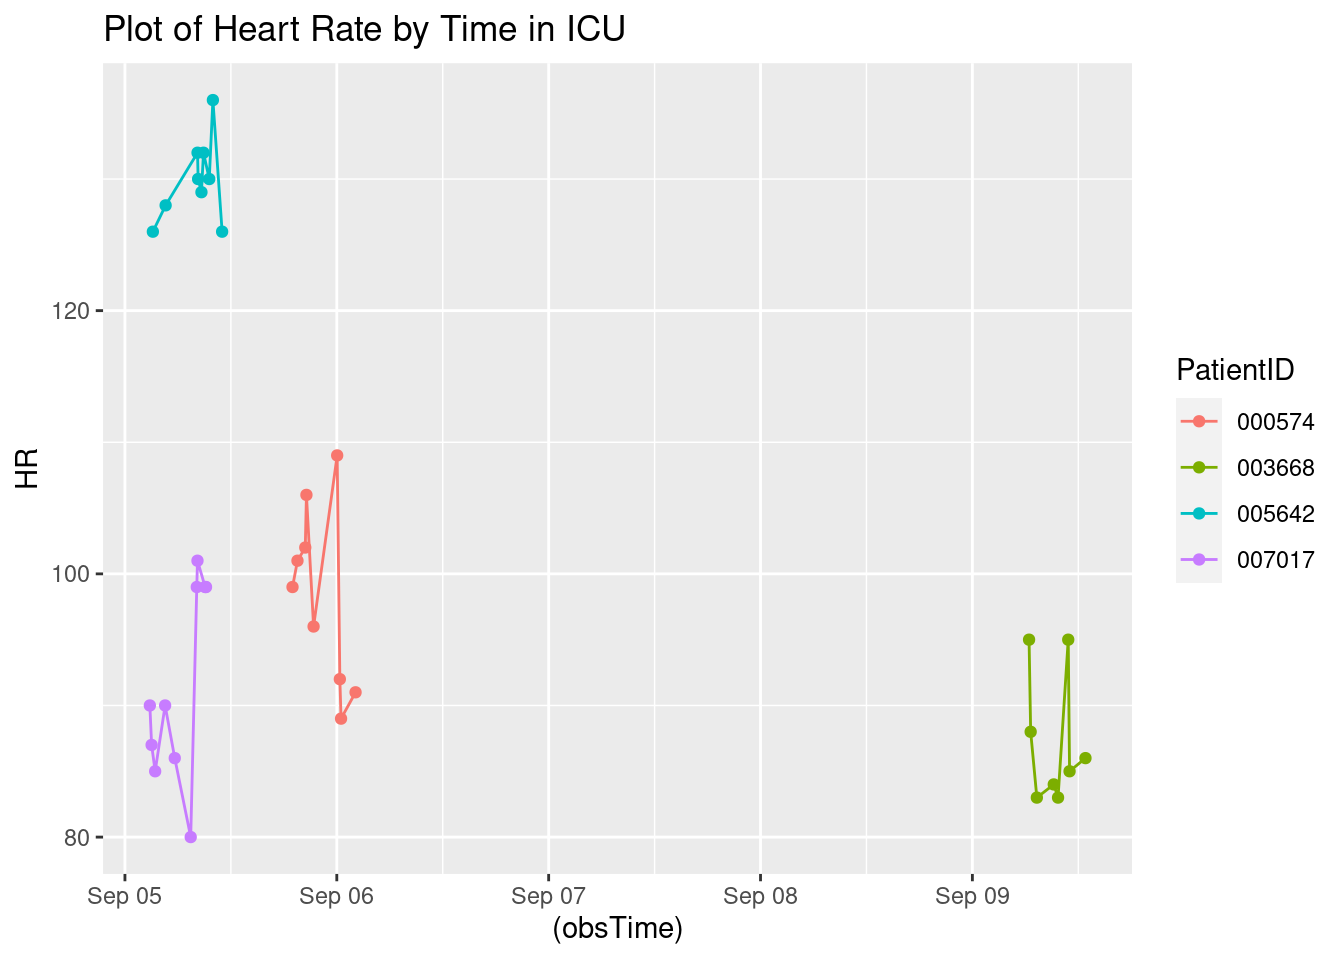 Plot of Heart Rate by Time in ICU
HR
120
100
80
Sep 05
Sep 06
Sep 07
Sep 08
Sep 09
(obsTime)
PatientID
000574
003668
005642
007017